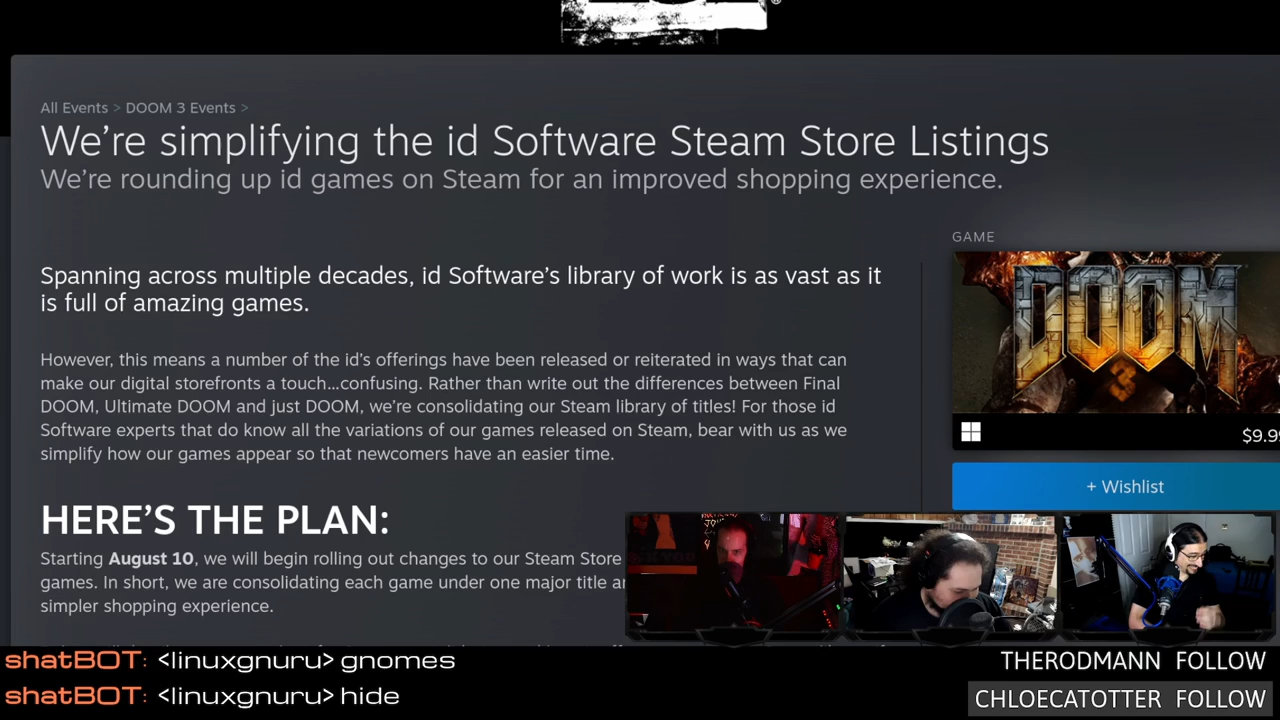 All Events > DOOM 3 Events >
We're simplifying the id Software Steam Store Listings
We're rounding up id games on Steam for an improved shopping experience.
GAME
DOOM
3
$9.9
+ Wishlist
Spanning across multiple decades, id Software's library of work is as vast as it
is full of amazing games.
However, this means a number of the id's offerings have been released or reiterated in ways that can
make our digital storefronts a touch...confusing. Rather than write out the differences between Final
DOOM, Ultimate DOOM and just DOOM, we're consolidating our Steam library of titles! For those id
Software experts that do know all the variations of our games released on Steam, bear with us as we
simplify how our games appear so that newcomers have an easier time.
HERE'S THE PLAN:
Starting August 10, we will begin rolling out changes to our Steam Store
games. In short, we are consolidating each game under one major title
simpler shopping experience.
shatBOT: <linuxgnuru> gnomes
shatBOT: <linuxgnuru> hide
THERODMANN FOLLOW
CHLOECATOTTER FOLLOW